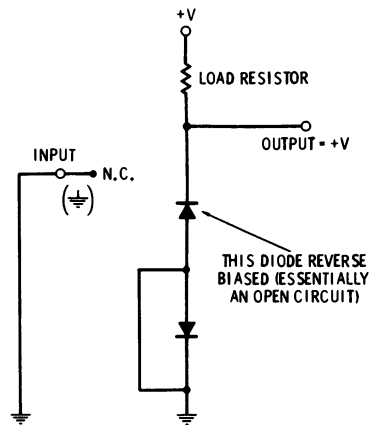 +V
LOAD RESISTOR
OUTPUT = +V
INPUT
N.C.
THIS DIODE REVERSE
BIASED (ESSENTIALLY
AN OPEN CIRCUIT)